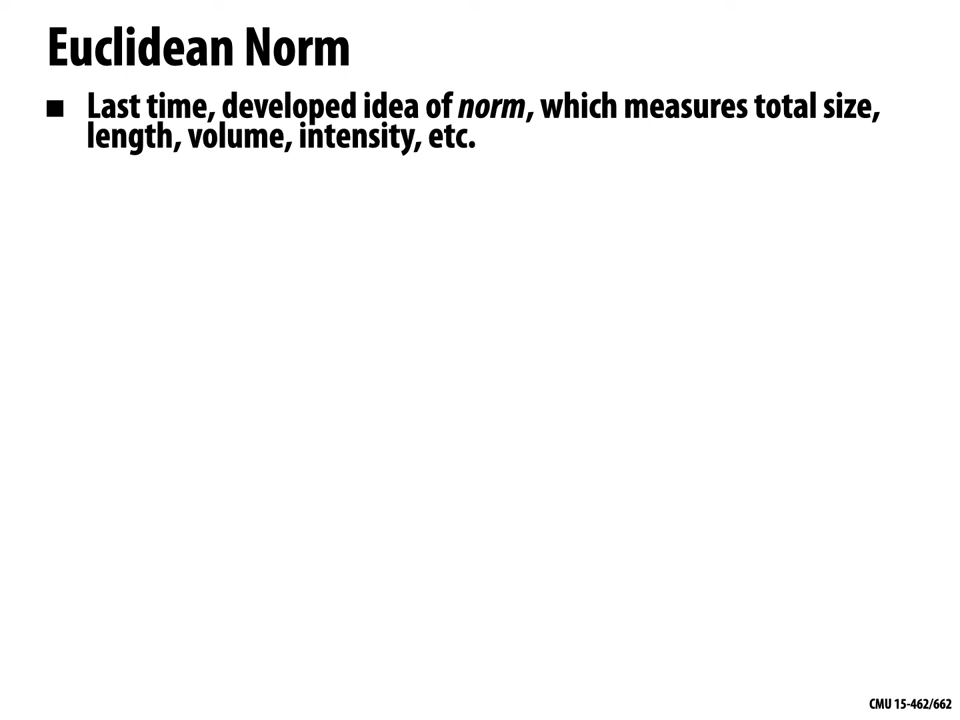 Euclidean Norm
■ Last time, developed idea of norm, which measures total size,
length, volume, intensity, etc.
CMU 15-462/662